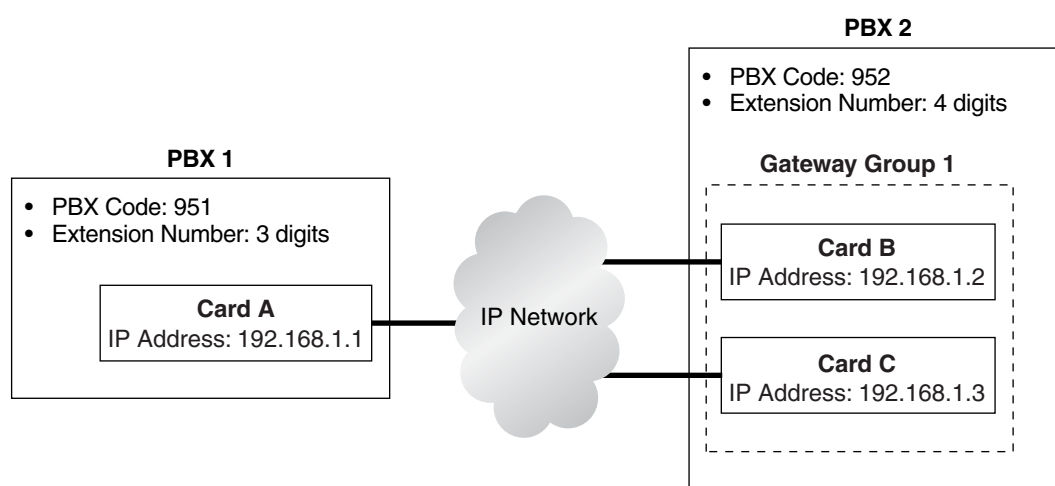 PBX 2
• PBX Code: 952
• Extension Number: 4 digits
PBX 1
Gateway Group 1
• PBX Code: 951
• Extension Number: 3 digits
Card B
IP Address: 192.168.1.2
Card A
IP Address: 192.168.1.1
IP Network
Card C
IP Address: 192.168.1.3